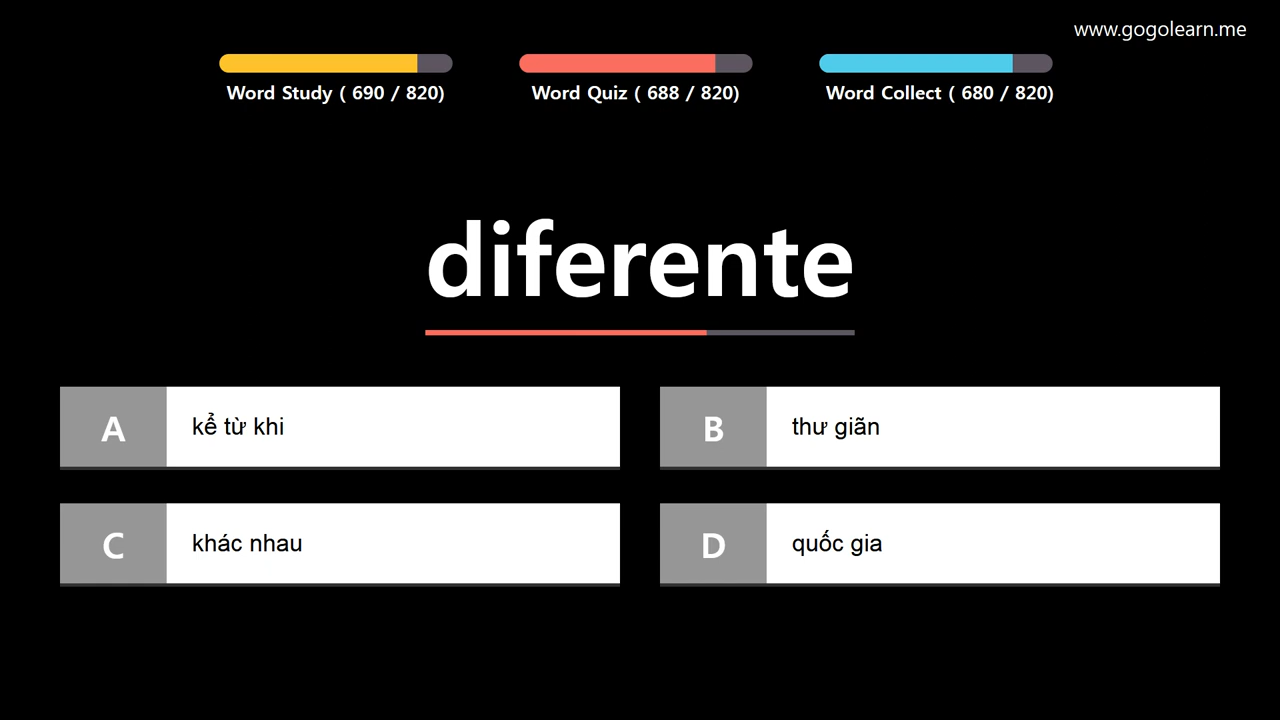 www.gogolearn.me
Word Study ( 690 / 820)
Word Quiz ( 688 / 820)
Word Collect ( 680 / 820)
diferente
A
kể từ khi
B
thư giãn
C
khác nhau
D
quốc gia